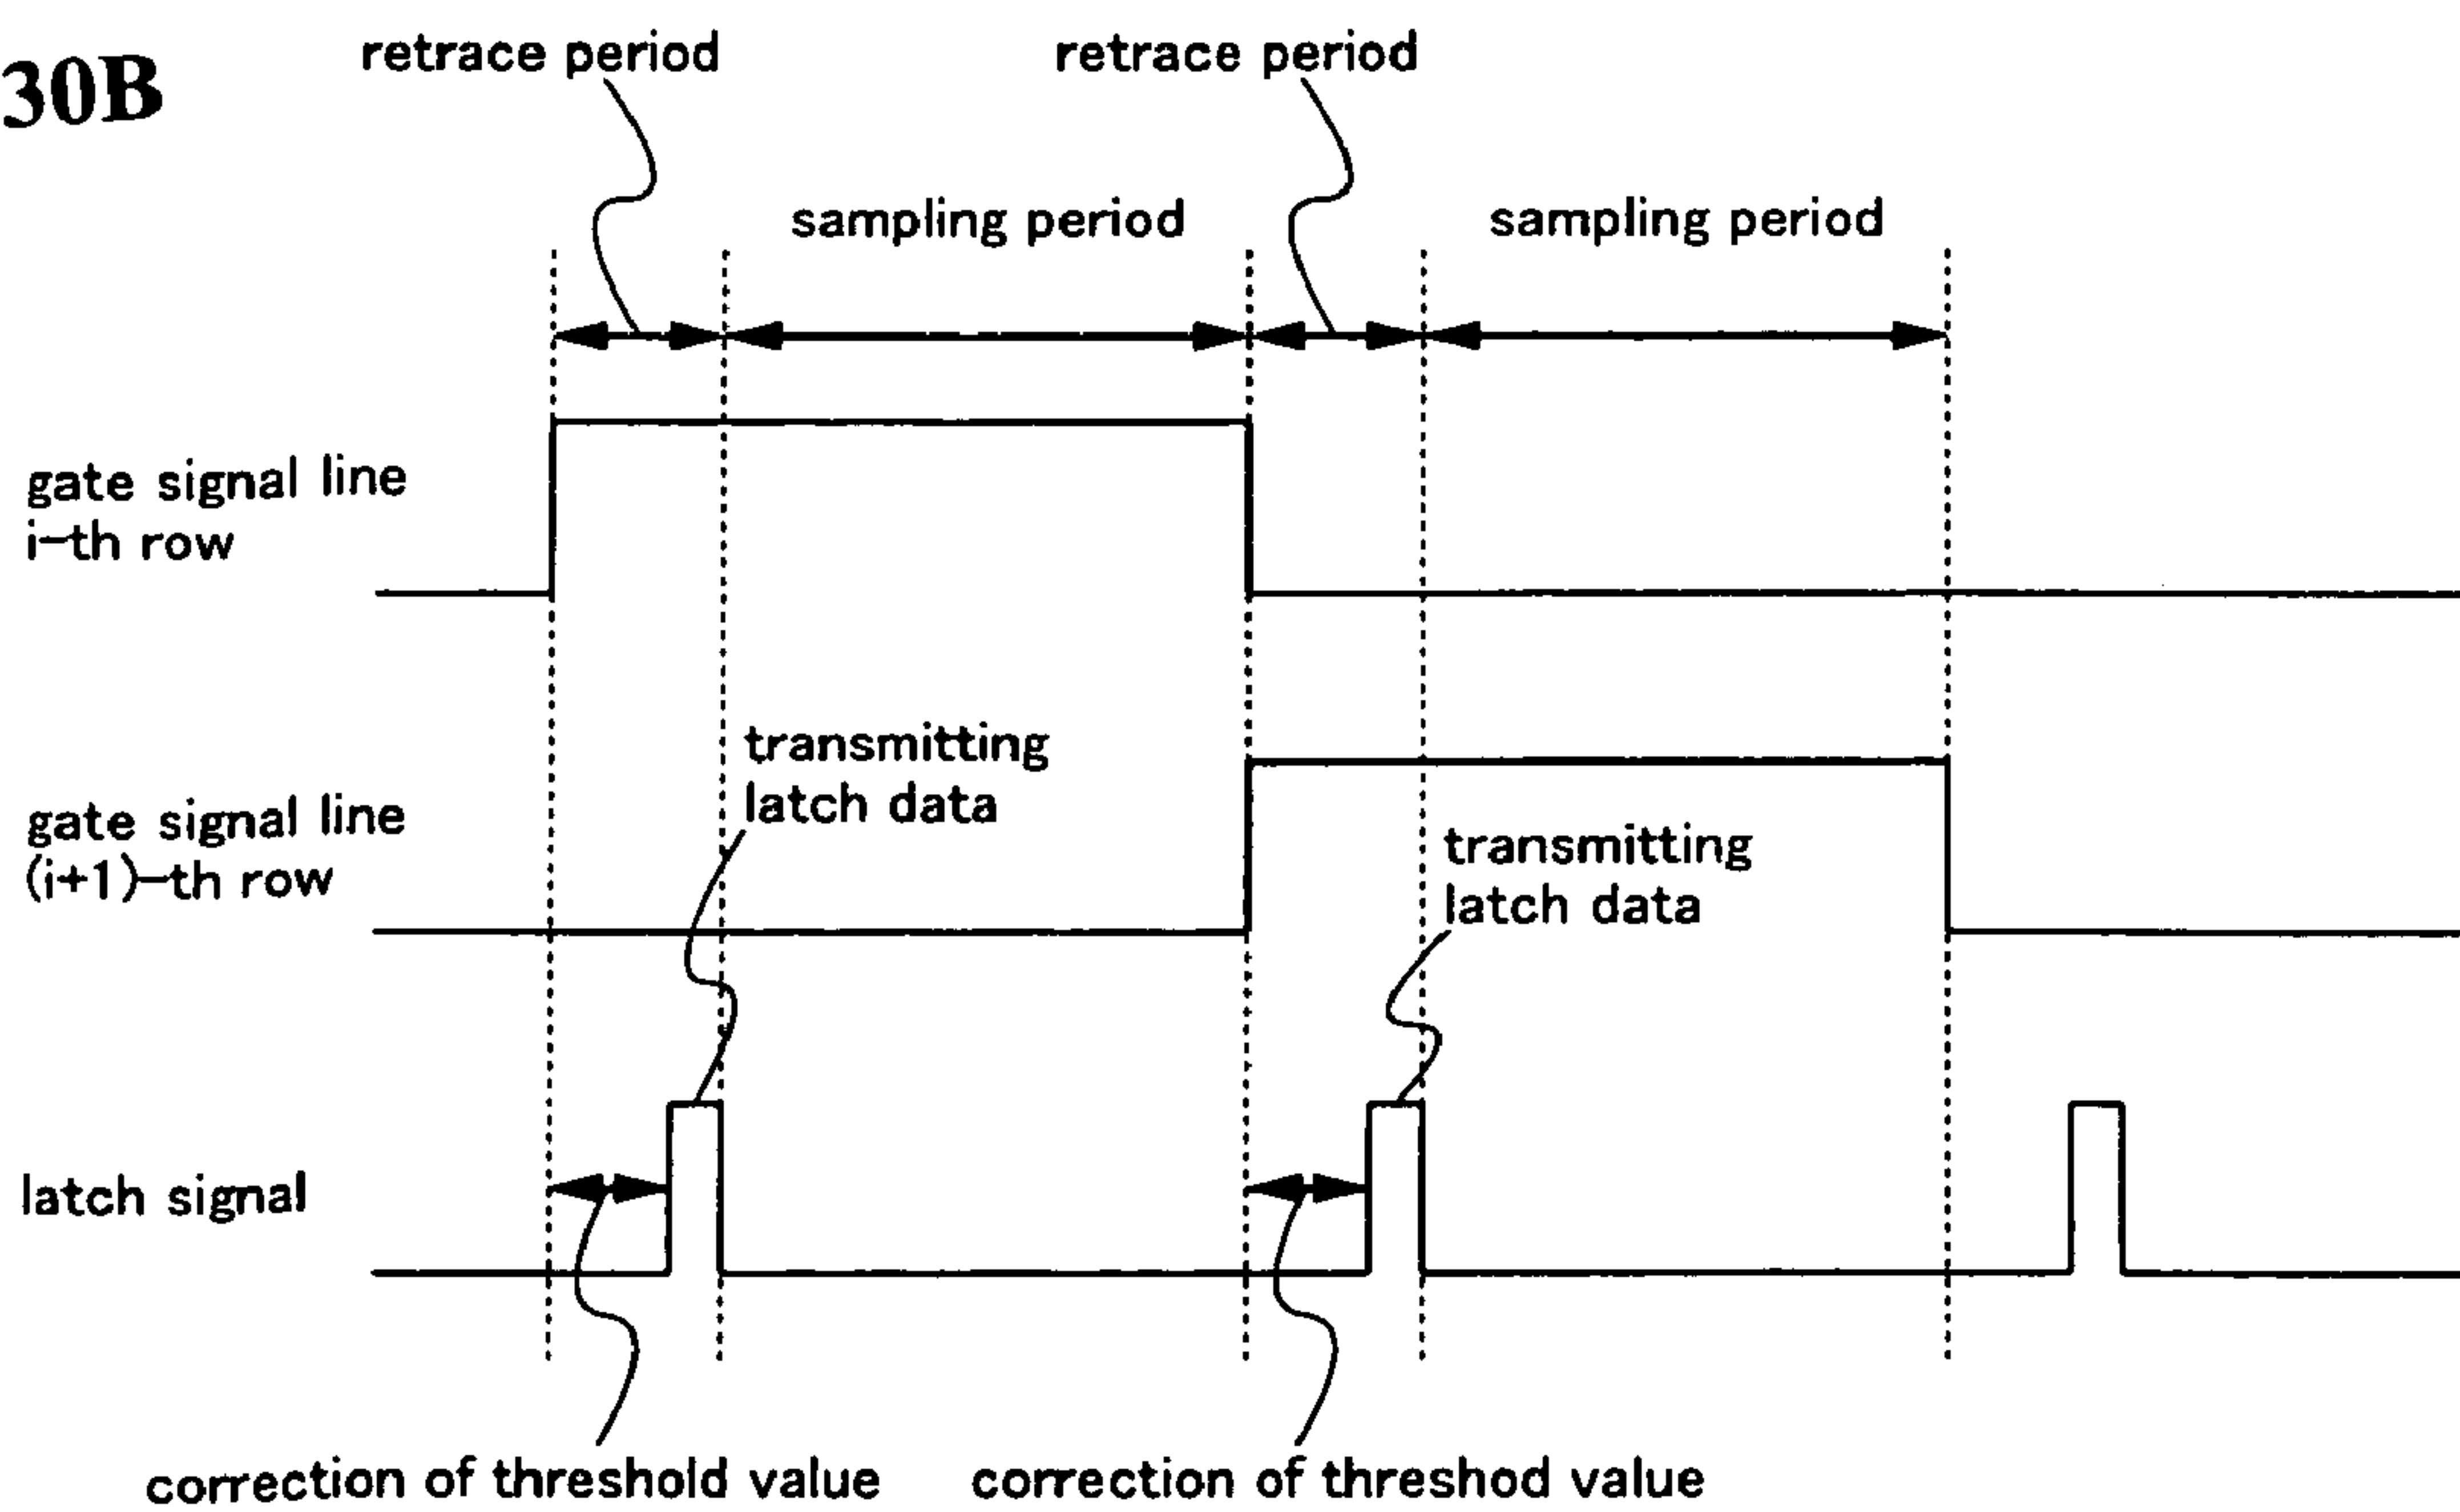 30B
retrace period
retrace period
sampling period
sampling period
gate signal line
i-th row
transmitting
latch data
gate signal line
(i+1)-th row
transmitting
latch data
latch signal
correction of threshold value
correction of threshod value